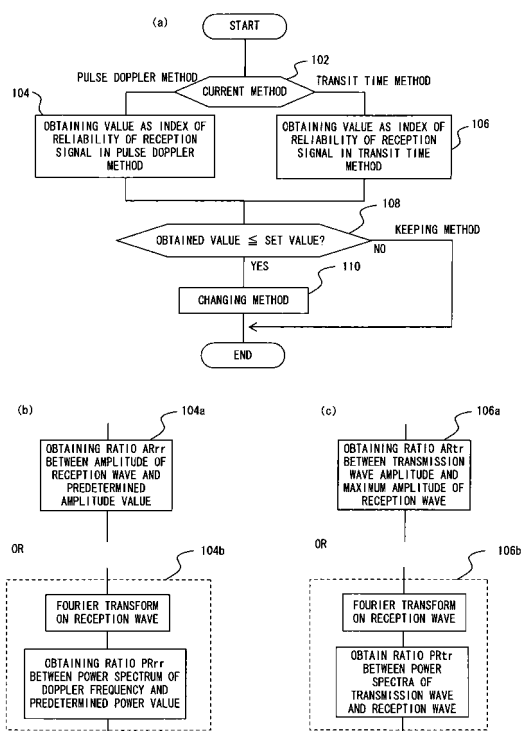 (a)
START
102
PULSE DOPPLER METHOD
TRANSIT TIME METHOD
104
CURRENT METHOD
OBTAINING VALUE AS INDEX OF
RELIABILITY OF RECEPTION
SIGNAL IN PULSE DOPPLER
METHOD
OBTAINING VALUE AS INDEX OF
RELIABILITY OF RECEPTION
SIGNAL IN TRANSIT TIME
METHOD
106
108
OBTAINED VALUE ≦ SET VALUE?
KEEPING METHOD
NO
YES
110
CHANGING METHOD
END
(b)
104a
OBTAINING RATIO ARrr
BETWEEN AMPLITUDE OF
RECEPTION WAVE AND
PREDETERMINED
AMPLITUDE VALUE
OR
104b
FOURIER TRANSFORM
ON RECEPTION WAVE
OBTAINING RATIO PRrr
BETWEEN POWER SPECTRUM OF
DOPPLER FREQUENCY AND
PREDETERMINED POWER VALUE
(c)
106a
OBTAINING RATIO ARtr
BETWEEN TRANSMISSION
WAVE AMPLITUDE AND
MAXIMUM AMPLITUDE OF
RECEPTION WAVE
OR
106b
FOURIER TRANSFORM
ON RECEPTION WAVE
OBTAIN RATIO PRtr
BETWEEN POWER
SPECTRA OF
TRANSMISSION WAVE
AND RECEPTION WAVE